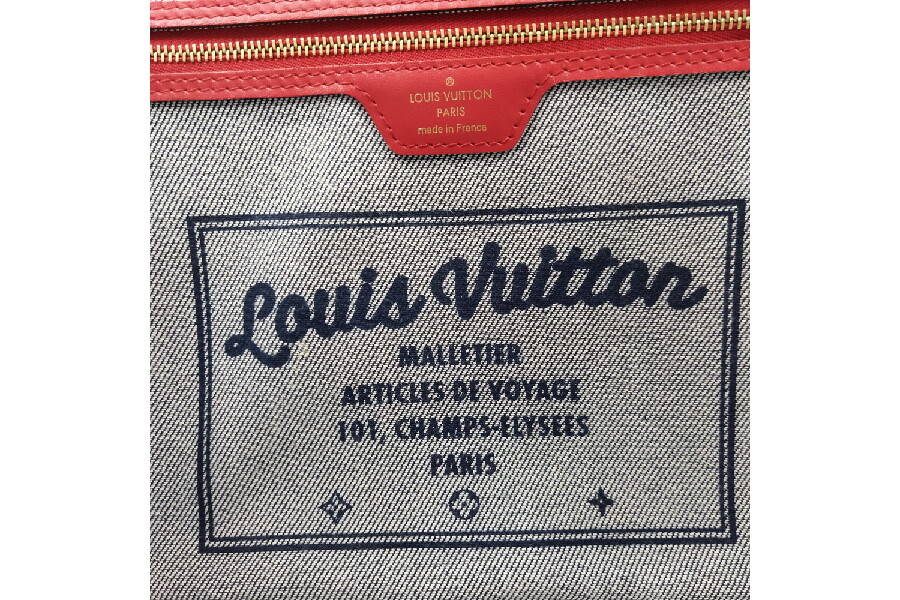 ®
LOUIS VUITTON
PARIS
made in France
Louis Vuitton
MALLETIER
ARTICLES DE VOYAGE
101, CHAMPS-ELYSEES
PARIS